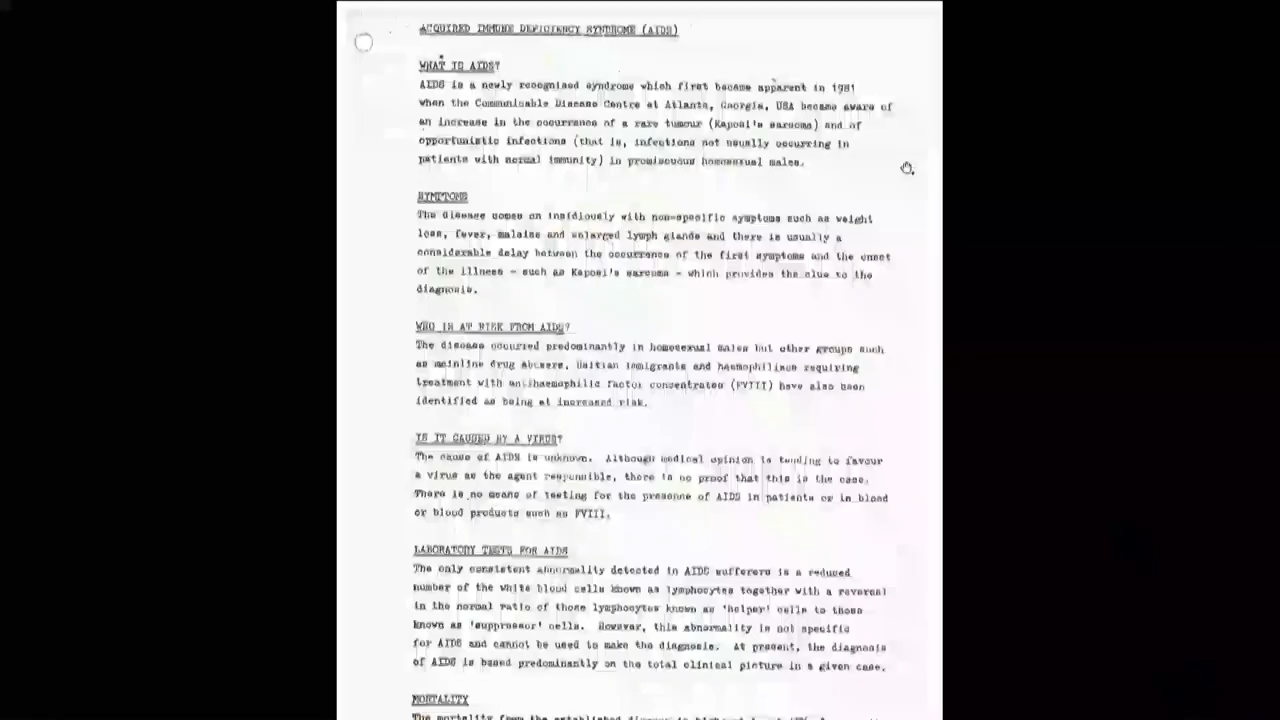 ACQUIRED IMMUNE DEFICIENCY SYNDROME (AIDS)
WHAT IS AIDS?
AIDS is a newly recognised syndrome which first became apparent in 1981
when the Communicable Disease Centre at Atlanta, Georgia, USA became aware of
an increase in the occurrence of a rare tumour (Kaposi's sarcoma) and of
opportunistic infections (that is, infections not usually occurring in
patients with normal immunity) in promiscuous homosexual males.
SYMPTOMS
The disease comes on insidiously with non-specific symptoms such as weight
loss, fever, malaise and enlarged lymph glands and there is usually a
considerable delay between the occurrence of the first symptoms and the onset
of the illness - such as Kaposi's sarcoma - which provides the clue to the
diagnosis.
WHO IS AT RISK FROM AIDS?
The disease occurred predominantly in homosexual males but other groups such
as mainline drug abusers, Haitian immigrants and haemophiliacs requiring
treatment with antihaemophilic factor concentrates (FVIII) have also been
identified as being at increased risk.
IS IT CAUSED BY A VIRUS?
The cause of AIDS is unknown. Although medical opinion is tending to favour
a virus as the agent responsible, there is no proof that this is the case.
There is no means of testing for the presence of AIDS in patients or in blood
or blood products such as FVIII.
LABORATORY TESTS FOR AIDS
The only consistent abnormality detected in AIDS sufferers is a reduced
number of the white blood cells known as lymphocytes together with a reversal
in the normal ratio of those lymphocytes known as 'helper' cells to those
known as 'suppressor' cells. However, this abnormality is not specific
for AIDS and cannot be used to make the diagnosis. At present, the diagnosis
of AIDS is based predominantly on the total clinical picture in a given case.
MORTALITY
The mortality from the established disease is